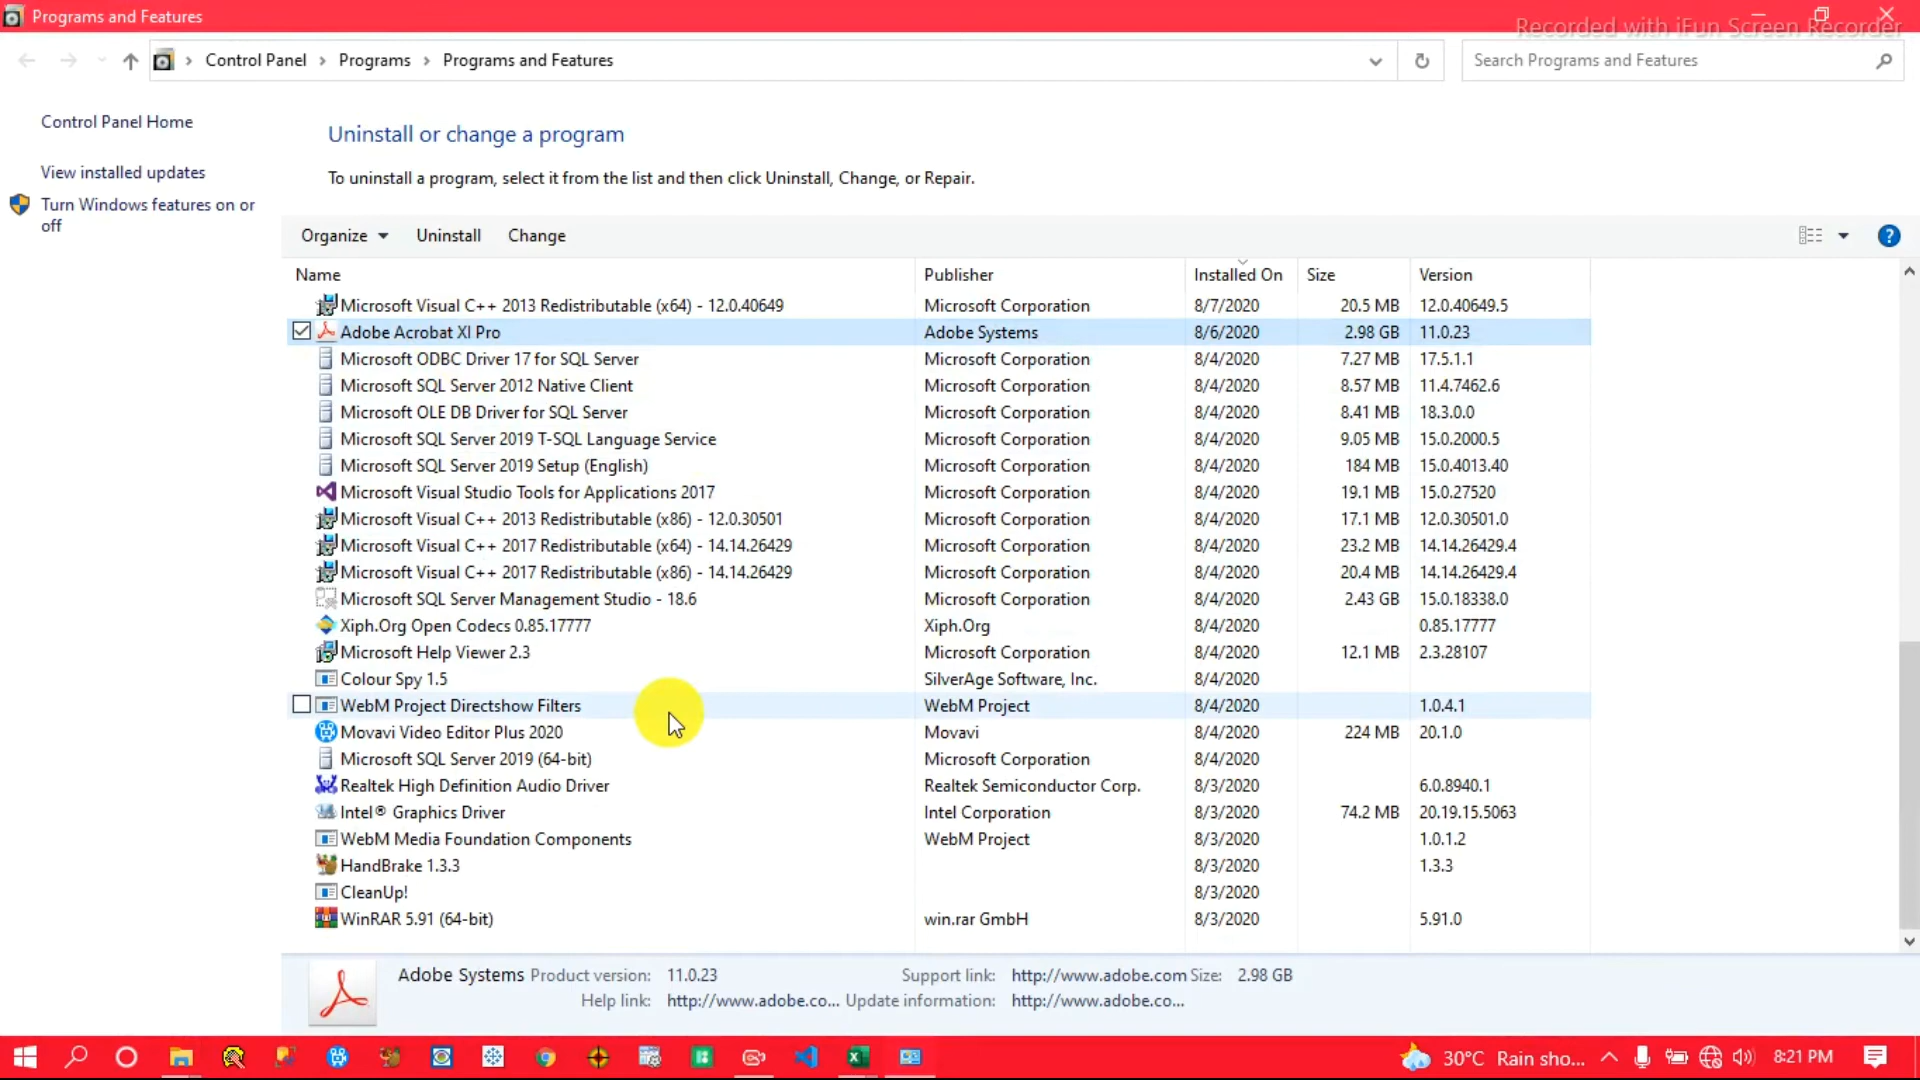 Programs and Features
Recorded with iFun Screen Recorder
Control Panel > Programs > Programs and Features
Search Programs and Features
Control Panel Home
View installed updates
Turn Windows features on or off
Uninstall or change a program
To uninstall a program, select it from the list and then click Uninstall, Change, or Repair.
Organize Uninstall Change
Name Publisher Installed On Size Version
Microsoft Visual C++ 2013 Redistributable (x64) - 12.0.40649 Microsoft Corporation 8/7/2020 20.5 MB 12.0.40649.5
Adobe Acrobat XI Pro Adobe Systems 8/6/2020 2.98 GB 11.0.23
Microsoft ODBC Driver 17 for SQL Server Microsoft Corporation 8/4/2020 7.27 MB 17.5.1.1
Microsoft SQL Server 2012 Native Client Microsoft Corporation 8/4/2020 8.57 MB 11.4.7462.6
Microsoft OLE DB Driver for SQL Server Microsoft Corporation 8/4/2020 8.41 MB 18.3.0.0
Microsoft SQL Server 2019 T-SQL Language Service Microsoft Corporation 8/4/2020 9.05 MB 15.0.2000.5
Microsoft SQL Server 2019 Setup (English) Microsoft Corporation 8/4/2020 184 MB 15.0.4013.40
Microsoft Visual Studio Tools for Applications 2017 Microsoft Corporation 8/4/2020 19.1 MB 15.0.27520
Microsoft Visual C++ 2013 Redistributable (x86) - 12.0.30501 Microsoft Corporation 8/4/2020 17.1 MB 12.0.30501.0
Microsoft Visual C++ 2017 Redistributable (x64) - 14.14.26429 Microsoft Corporation 8/4/2020 23.2 MB 14.14.26429.4
Microsoft Visual C++ 2017 Redistributable (x86) - 14.14.26429 Microsoft Corporation 8/4/2020 20.4 MB 14.14.26429.4
Microsoft SQL Server Management Studio - 18.6 Microsoft Corporation 8/4/2020 2.43 GB 15.0.18338.0
Xiph.Org Open Codecs 0.85.17777 Xiph.Org 8/4/2020 0.85.17777
Microsoft Help Viewer 2.3 Microsoft Corporation 8/4/2020 12.1 MB 2.3.28107
Colour Spy 1.5 SilverAge Software, Inc. 8/4/2020
WebM Project Directshow Filters WebM Project 8/4/2020 1.0.4.1
Movavi Video Editor Plus 2020 Movavi 8/4/2020 224 MB 20.1.0
Microsoft SQL Server 2019 (64-bit) Microsoft Corporation 8/4/2020
Realtek High Definition Audio Driver Realtek Semiconductor Corp. 8/3/2020 6.0.8940.1
Intel® Graphics Driver Intel Corporation 8/3/2020 74.2 MB 20.19.15.5063
WebM Media Foundation Components WebM Project 8/3/2020 1.0.1.2
HandBrake 1.3.3 8/3/2020 1.3.3
CleanUp! 8/3/2020
WinRAR 5.91 (64-bit) win.rar GmbH 8/3/2020 5.91.0
Adobe Systems Product version: 11.0.23 Support link: http://www.adobe.com Size: 2.98 GB
Help link: http://www.adobe.co... Update information: http://www.adobe.co...
30°C Rain sho... 8:21 PM